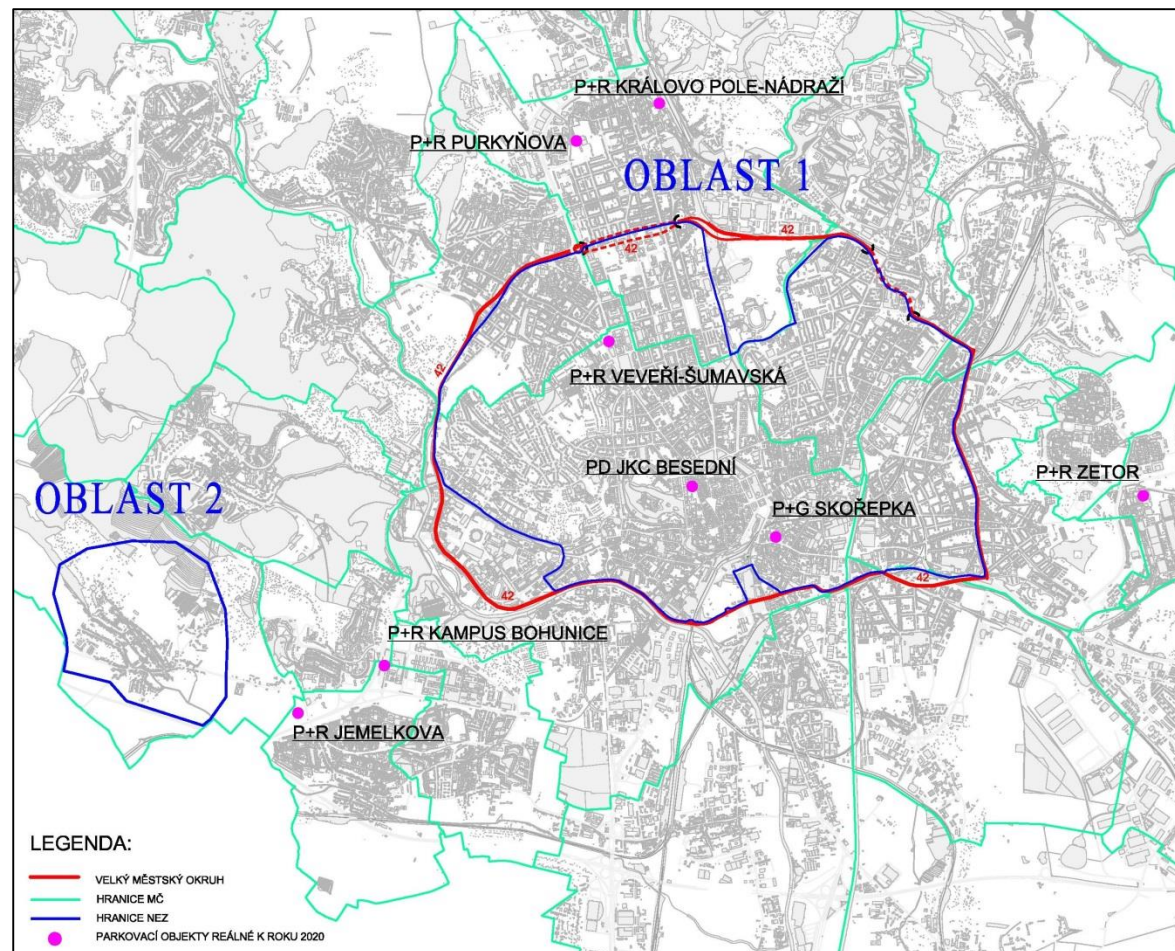 P+R KRÁLOVO POLE-NÁDRAŽÍ
P+R PURKYŇOVA
OBLAST 1
42
42
42
P+R VEVEŘÍ-ŠUMAVSKÁ
PD JKC BESEDNÍ
P+R ZETOR
OBLAST 2
P+G SKOŘEPKA
42
42
P+R KAMPUS BOHUNICE
P+R JEMELKOVA
LEGENDA:
VELKÝ MĚSTSKÝ OKRUH
HRANICE MČ
HRANICE NEZ
PARKOVACÍ OBJEKTY REÁLNÉ K ROKU 2020